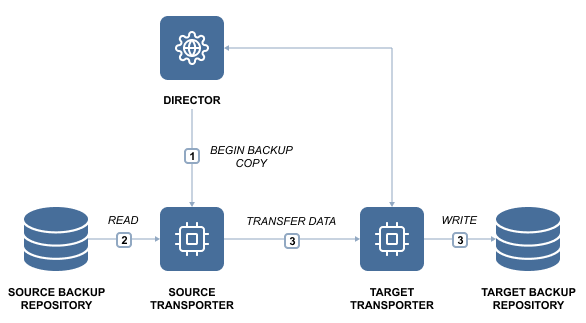 DIRECTOR
1
BEGIN BACKUP
COPY
READ
2
TRANSFER DATA
3
WRITE
3
SOURCE BACKUP
REPOSITORY
SOURCE
TRANSPORTER
TARGET
TRANSPORTER
TARGET BACKUP
REPOSITORY